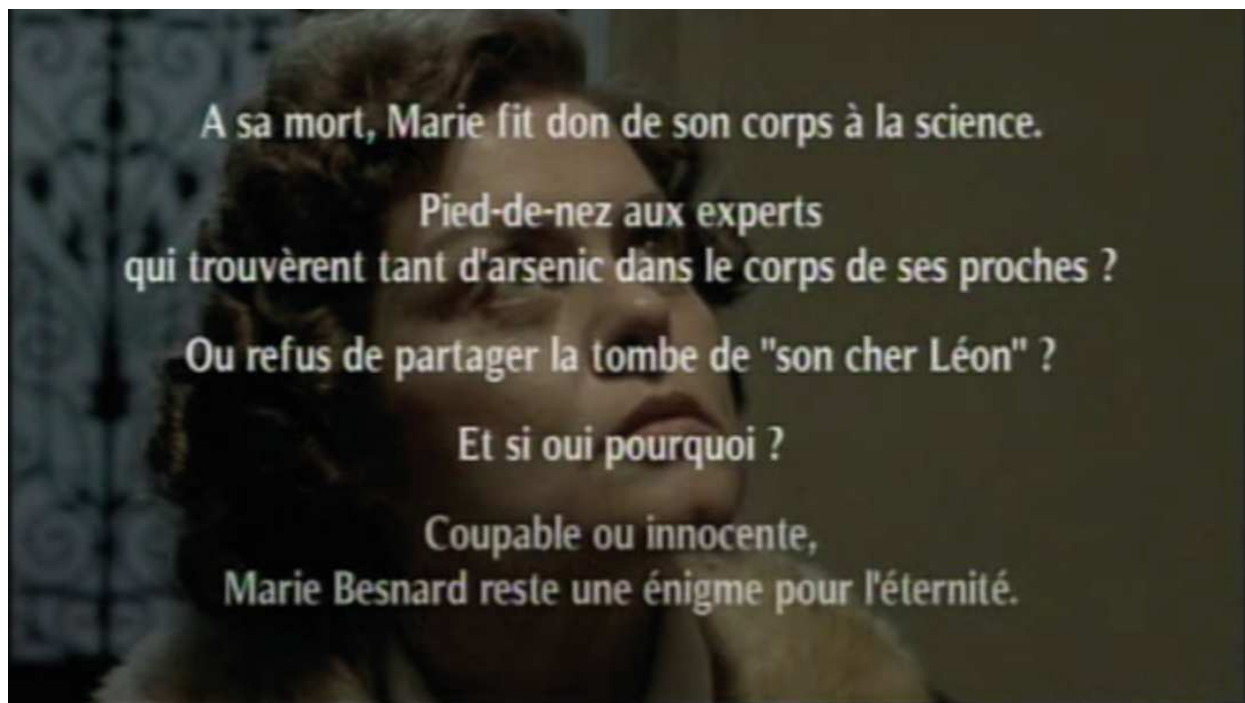 A sa mort, Marie fit don de son corps à la science.
Pied-de-nez aux experts
qui trouvèrent tant d'arsenic dans le corps de ses proches ?
Ou refus de partager la tombe de "son cher Léon" ?
Et si oui pourquoi ?
Coupable ou innocente,
Marie Besnard reste une énigme pour l'éternité.